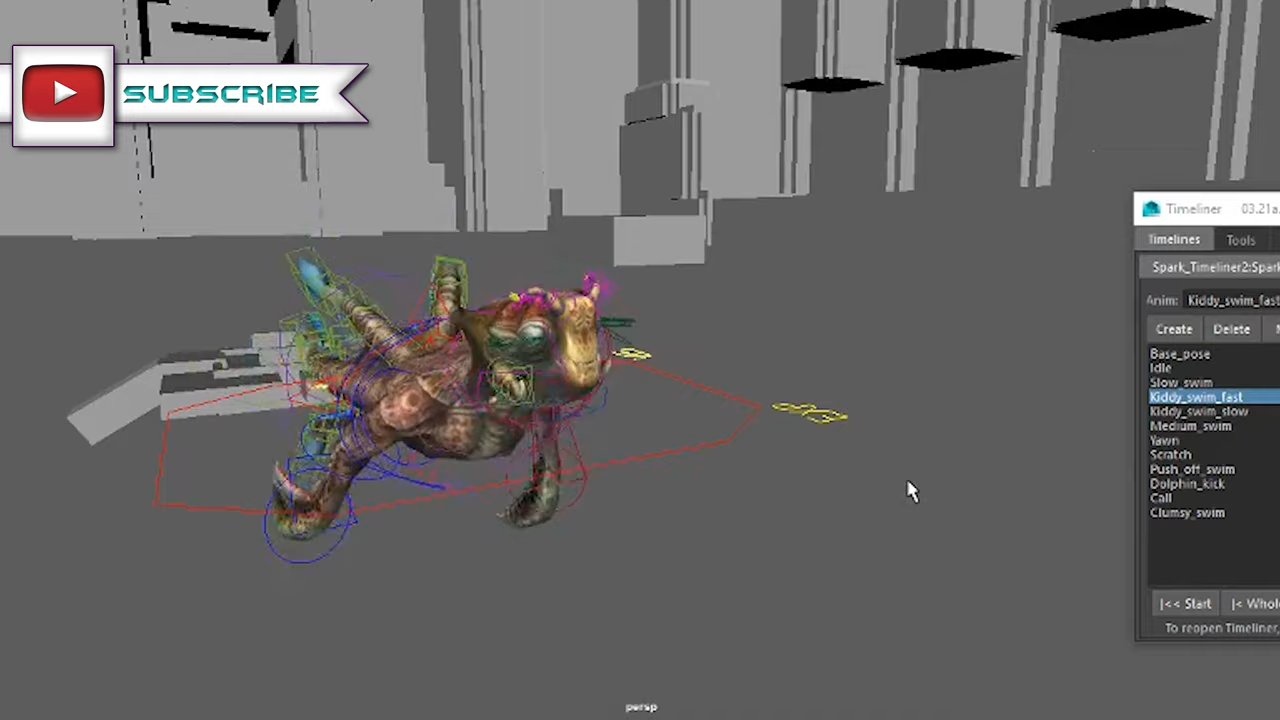 SUBSCRIBE
Timeliner 03.21a.
Timelines Tools
Spark_Timeliner2:Spark
Anim: Kiddy_swim_fast
Create Delete
Base_pose
Idle
Slow_swim
Kiddy_swim_fast
Kiddy_swim_slow
Medium_swim
Yawn
Scratch
Push_off_swim
Dolphin_kick
Call
Clumsy_swim
|<< Start |< Whol
To reopen Timeliner,
persp